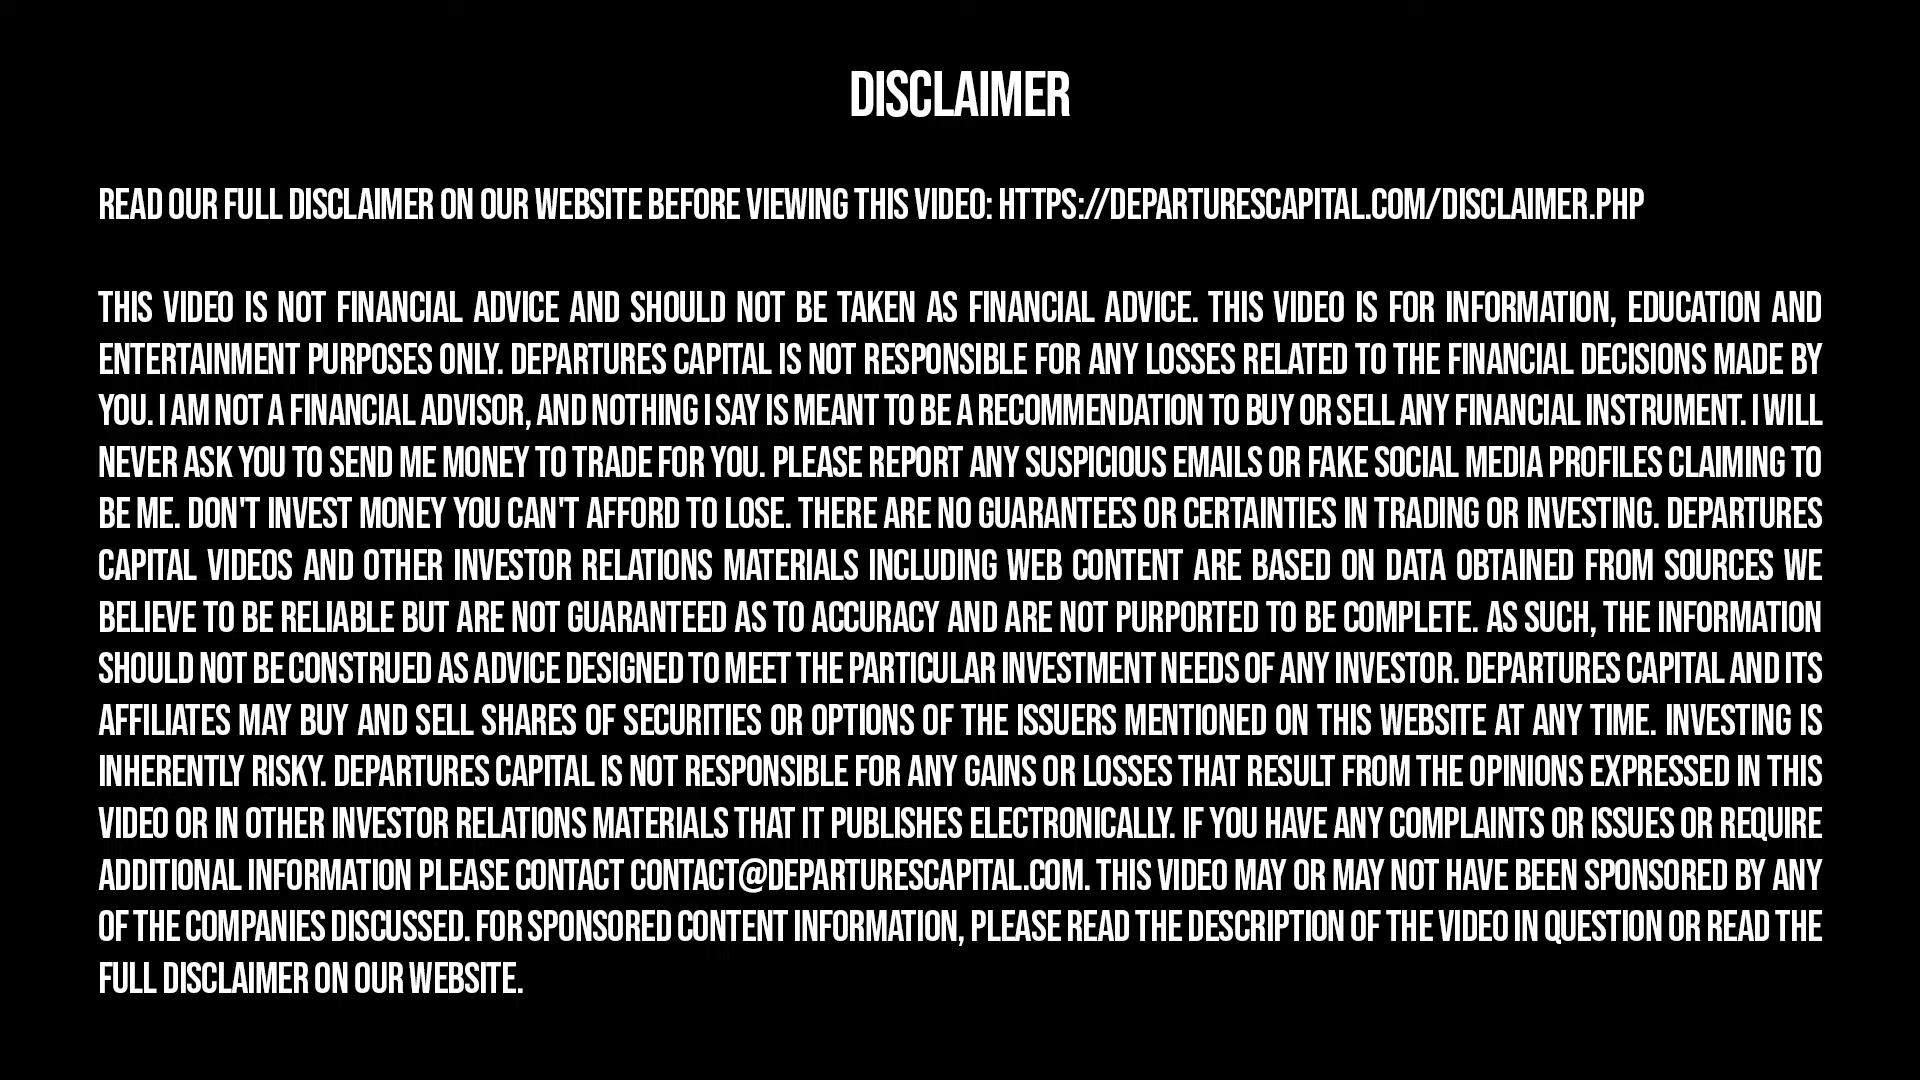 DISCLAIMER
READ OUR FULL DISCLAIMER ON OUR WEBSITE BEFORE VIEWING THIS VIDEO: HTTPS://DEPARTURESCAPITAL.COM/DISCLAIMER.PHP
THIS VIDEO IS NOT FINANCIAL ADVICE AND SHOULD NOT BE TAKEN AS FINANCIAL ADVICE. THIS VIDEO IS FOR INFORMATION, EDUCATION AND
ENTERTAINMENT PURPOSES ONLY. DEPARTURES CAPITAL IS NOT RESPONSIBLE FOR ANY LOSSES RELATED TO THE FINANCIAL DECISIONS MADE BY
YOU. I AM NOT A FINANCIAL ADVISOR, AND NOTHING I SAY IS MEANT TO BE A RECOMMENDATION TO BUY OR SELL ANY FINANCIAL INSTRUMENT. I WILL
NEVER ASK YOU TO SEND ME MONEY TO TRADE FOR YOU. PLEASE REPORT ANY SUSPICIOUS EMAILS OR FAKE SOCIAL MEDIA PROFILES CLAIMING TO
BE ME. DON'T INVEST MONEY YOU CAN'T AFFORD TO LOSE. THERE ARE NO GUARANTEES OR CERTAINTIES IN TRADING OR INVESTING. DEPARTURES
CAPITAL VIDEOS AND OTHER INVESTOR RELATIONS MATERIALS INCLUDING WEB CONTENT ARE BASED ON DATA OBTAINED FROM SOURCES WE
BELIEVE TO BE RELIABLE BUT ARE NOT GUARANTEED AS TO ACCURACY AND ARE NOT PURPORTED TO BE COMPLETE. AS SUCH, THE INFORMATION
SHOULD NOT BE CONSTRUED AS ADVICE DESIGNED TO MEET THE PARTICULAR INVESTMENT NEEDS OF ANY INVESTOR. DEPARTURES CAPITAL AND ITS
AFFILIATES MAY BUY AND SELL SHARES OF SECURITIES OR OPTIONS OF THE ISSUERS MENTIONED ON THIS WEBSITE AT ANY TIME. INVESTING IS
INHERENTLY RISKY. DEPARTURES CAPITAL IS NOT RESPONSIBLE FOR ANY GAINS OR LOSSES THAT RESULT FROM THE OPINIONS EXPRESSED IN THIS
VIDEO OR IN OTHER INVESTOR RELATIONS MATERIALS THAT IT PUBLISHES ELECTRONICALLY. IF YOU HAVE ANY COMPLAINTS OR ISSUES OR REQUIRE
ADDITIONAL INFORMATION PLEASE CONTACT CONTACT@DEPARTURESCAPITAL.COM. THIS VIDEO MAY OR MAY NOT HAVE BEEN SPONSORED BY ANY
OF THE COMPANIES DISCUSSED. FOR SPONSORED CONTENT INFORMATION, PLEASE READ THE DESCRIPTION OF THE VIDEO IN QUESTION OR READ THE
FULL DISCLAIMER ON OUR WEBSITE.